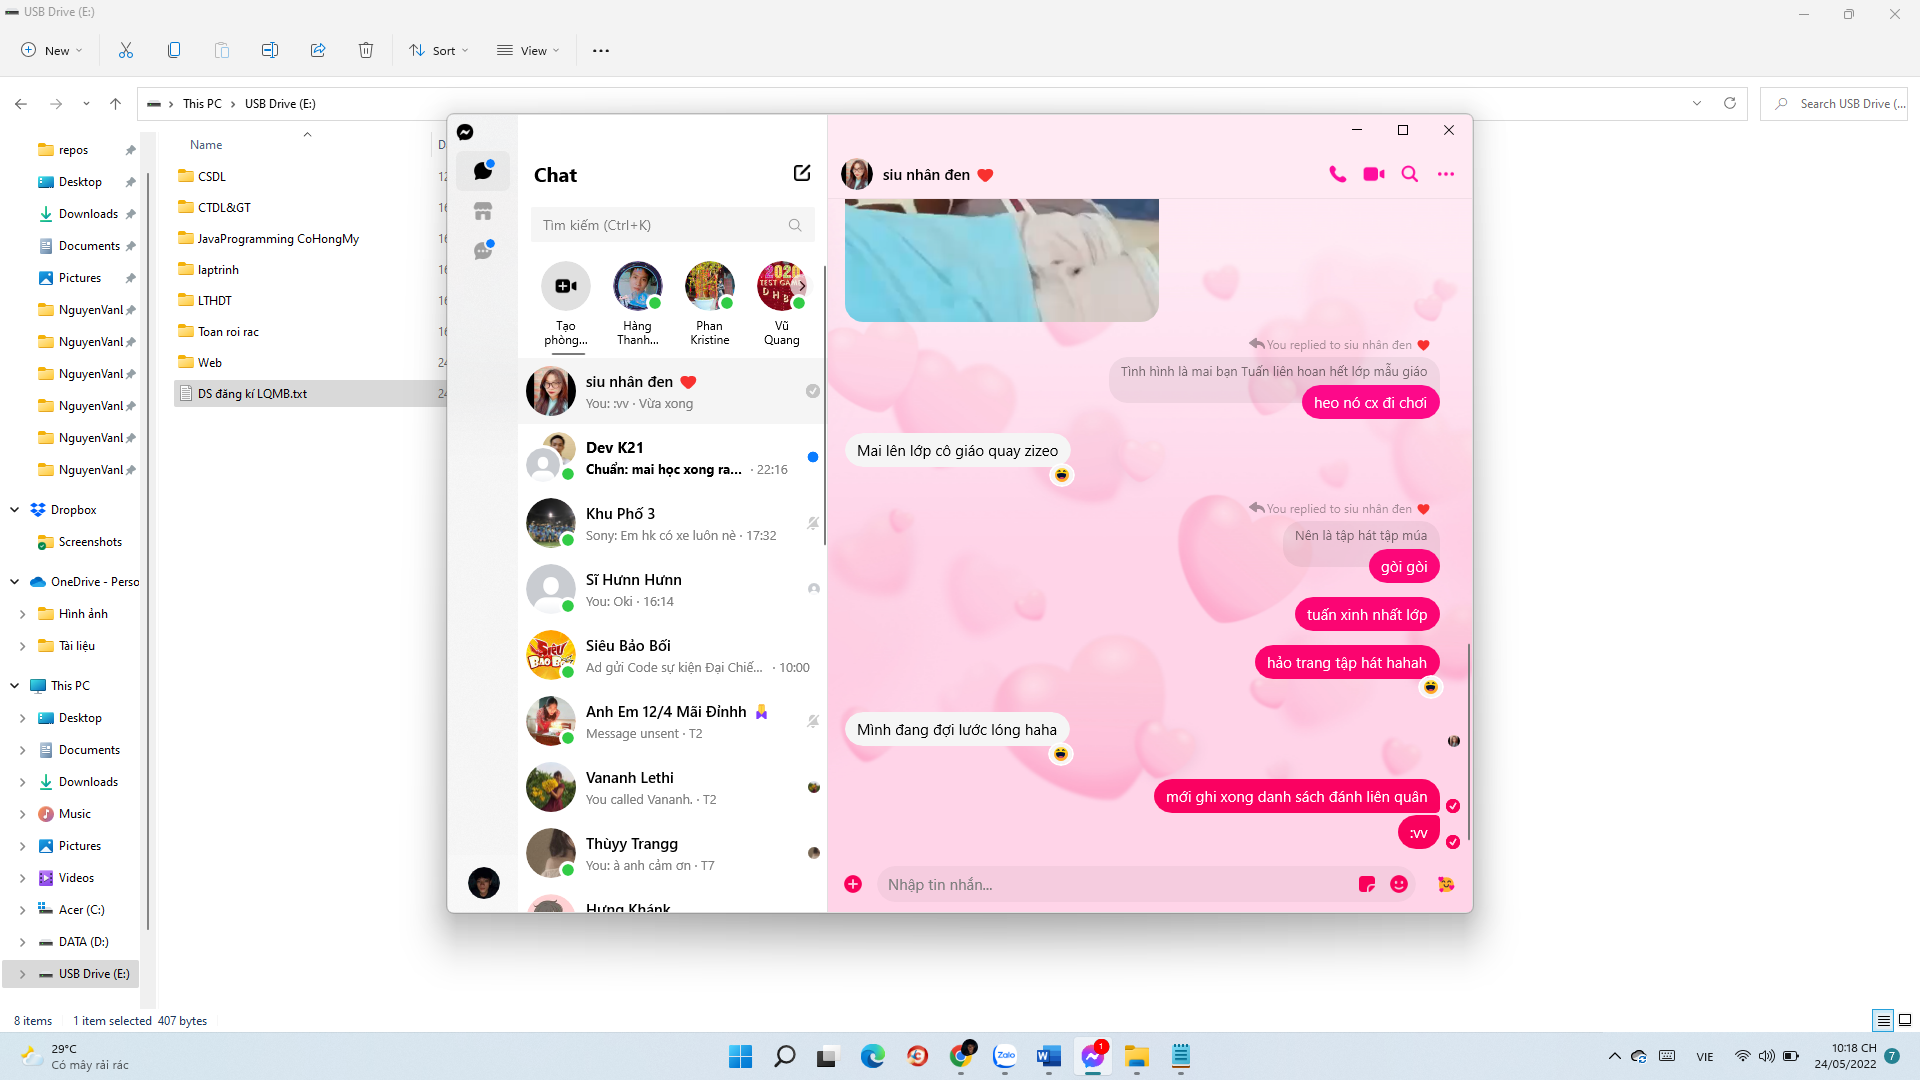 USB Drive (E:)
New
Sort
View
This PC
USB Drive (E:)
Search USB Drive (...
repos
Desktop
Downloads
Documents
Pictures
NguyenVanl
NguyenVanl
NguyenVanl
NguyenVanl
NguyenVanl
NguyenVanl
Dropbox
Screenshots
OneDrive - Perso
Hình ảnh
Tài liệu
This PC
Desktop
Documents
Downloads
Music
Pictures
Videos
Acer (C:)
DATA (D:)
USB Drive (E:)
Name
CSDL
CTDL&GT
JavaProgramming CoHongMy
laptrinh
LTHDT
Toan roi rac
Web
DS đăng kí LQMB.txt
8 items
1 item selected 407 bytes
Chat
Tìm kiếm (Ctrl+K)
Tạo
phòng...
Hàng
Thanh...
Phan
Kristine
2020
TEST GAM
DHB
Vũ
Quang
siu nhân đen
You: :vv · Vừa xong
Dev K21
Chuẩn: mai học xong ra... · 22:16
Khu Phố 3
Sony: Em hk có xe luôn nè · 17:32
Sĩ Hưnn Hưnn
You: Oki · 16:14
SIÊU
BẢO BỐI
Siêu Bảo Bối
Ad gửi Code sự kiện Đại Chiế... · 10:00
Anh Em 12/4 Mãi Đỉnhh
Message unsent · T2
Vananh Lethi
You called Vananh. · T2
Thùyy Trangg
You: à anh cảm ơn · T7
Hưng Khánk
siu nhân đen
You replied to siu nhân đen
Tình hình là mai bạn Tuấn liên hoan hết lớp mẫu giáo
heo nó cx đi chơi
Mai lên lớp cô giáo quay zizeo
You replied to siu nhân đen
Nên là tập hát tập múa
gòi gòi
tuấn xinh nhất lớp
hảo trang tập hát hahah
Mình đang đợi lước lóng haha
mới ghi xong danh sách đánh liên quân
:vv
Nhập tin nhắn...
29°C
Có mây rải rác
Zalo
1
VIE
10:18 CH
24/05/2022
7